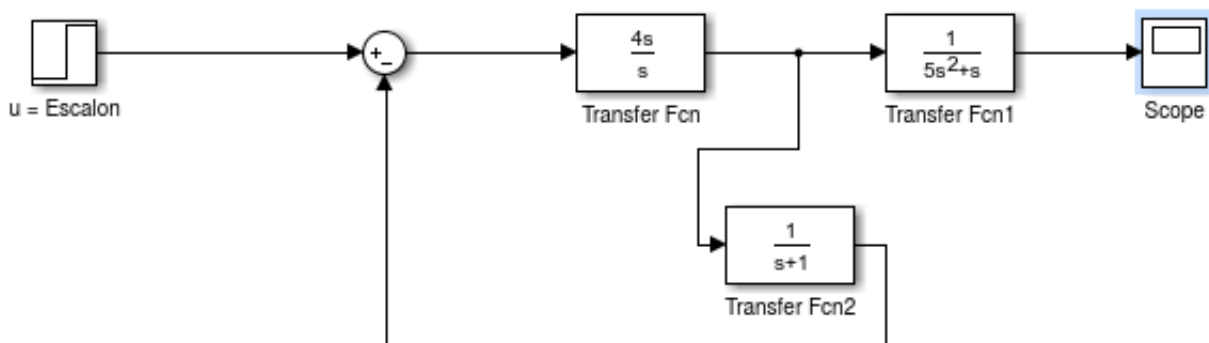 +
-
4s
s
1
5s²+s
u = Escalon
Transfer Fcn
Transfer Fcn1
Scope
1
s+1
Transfer Fcn2